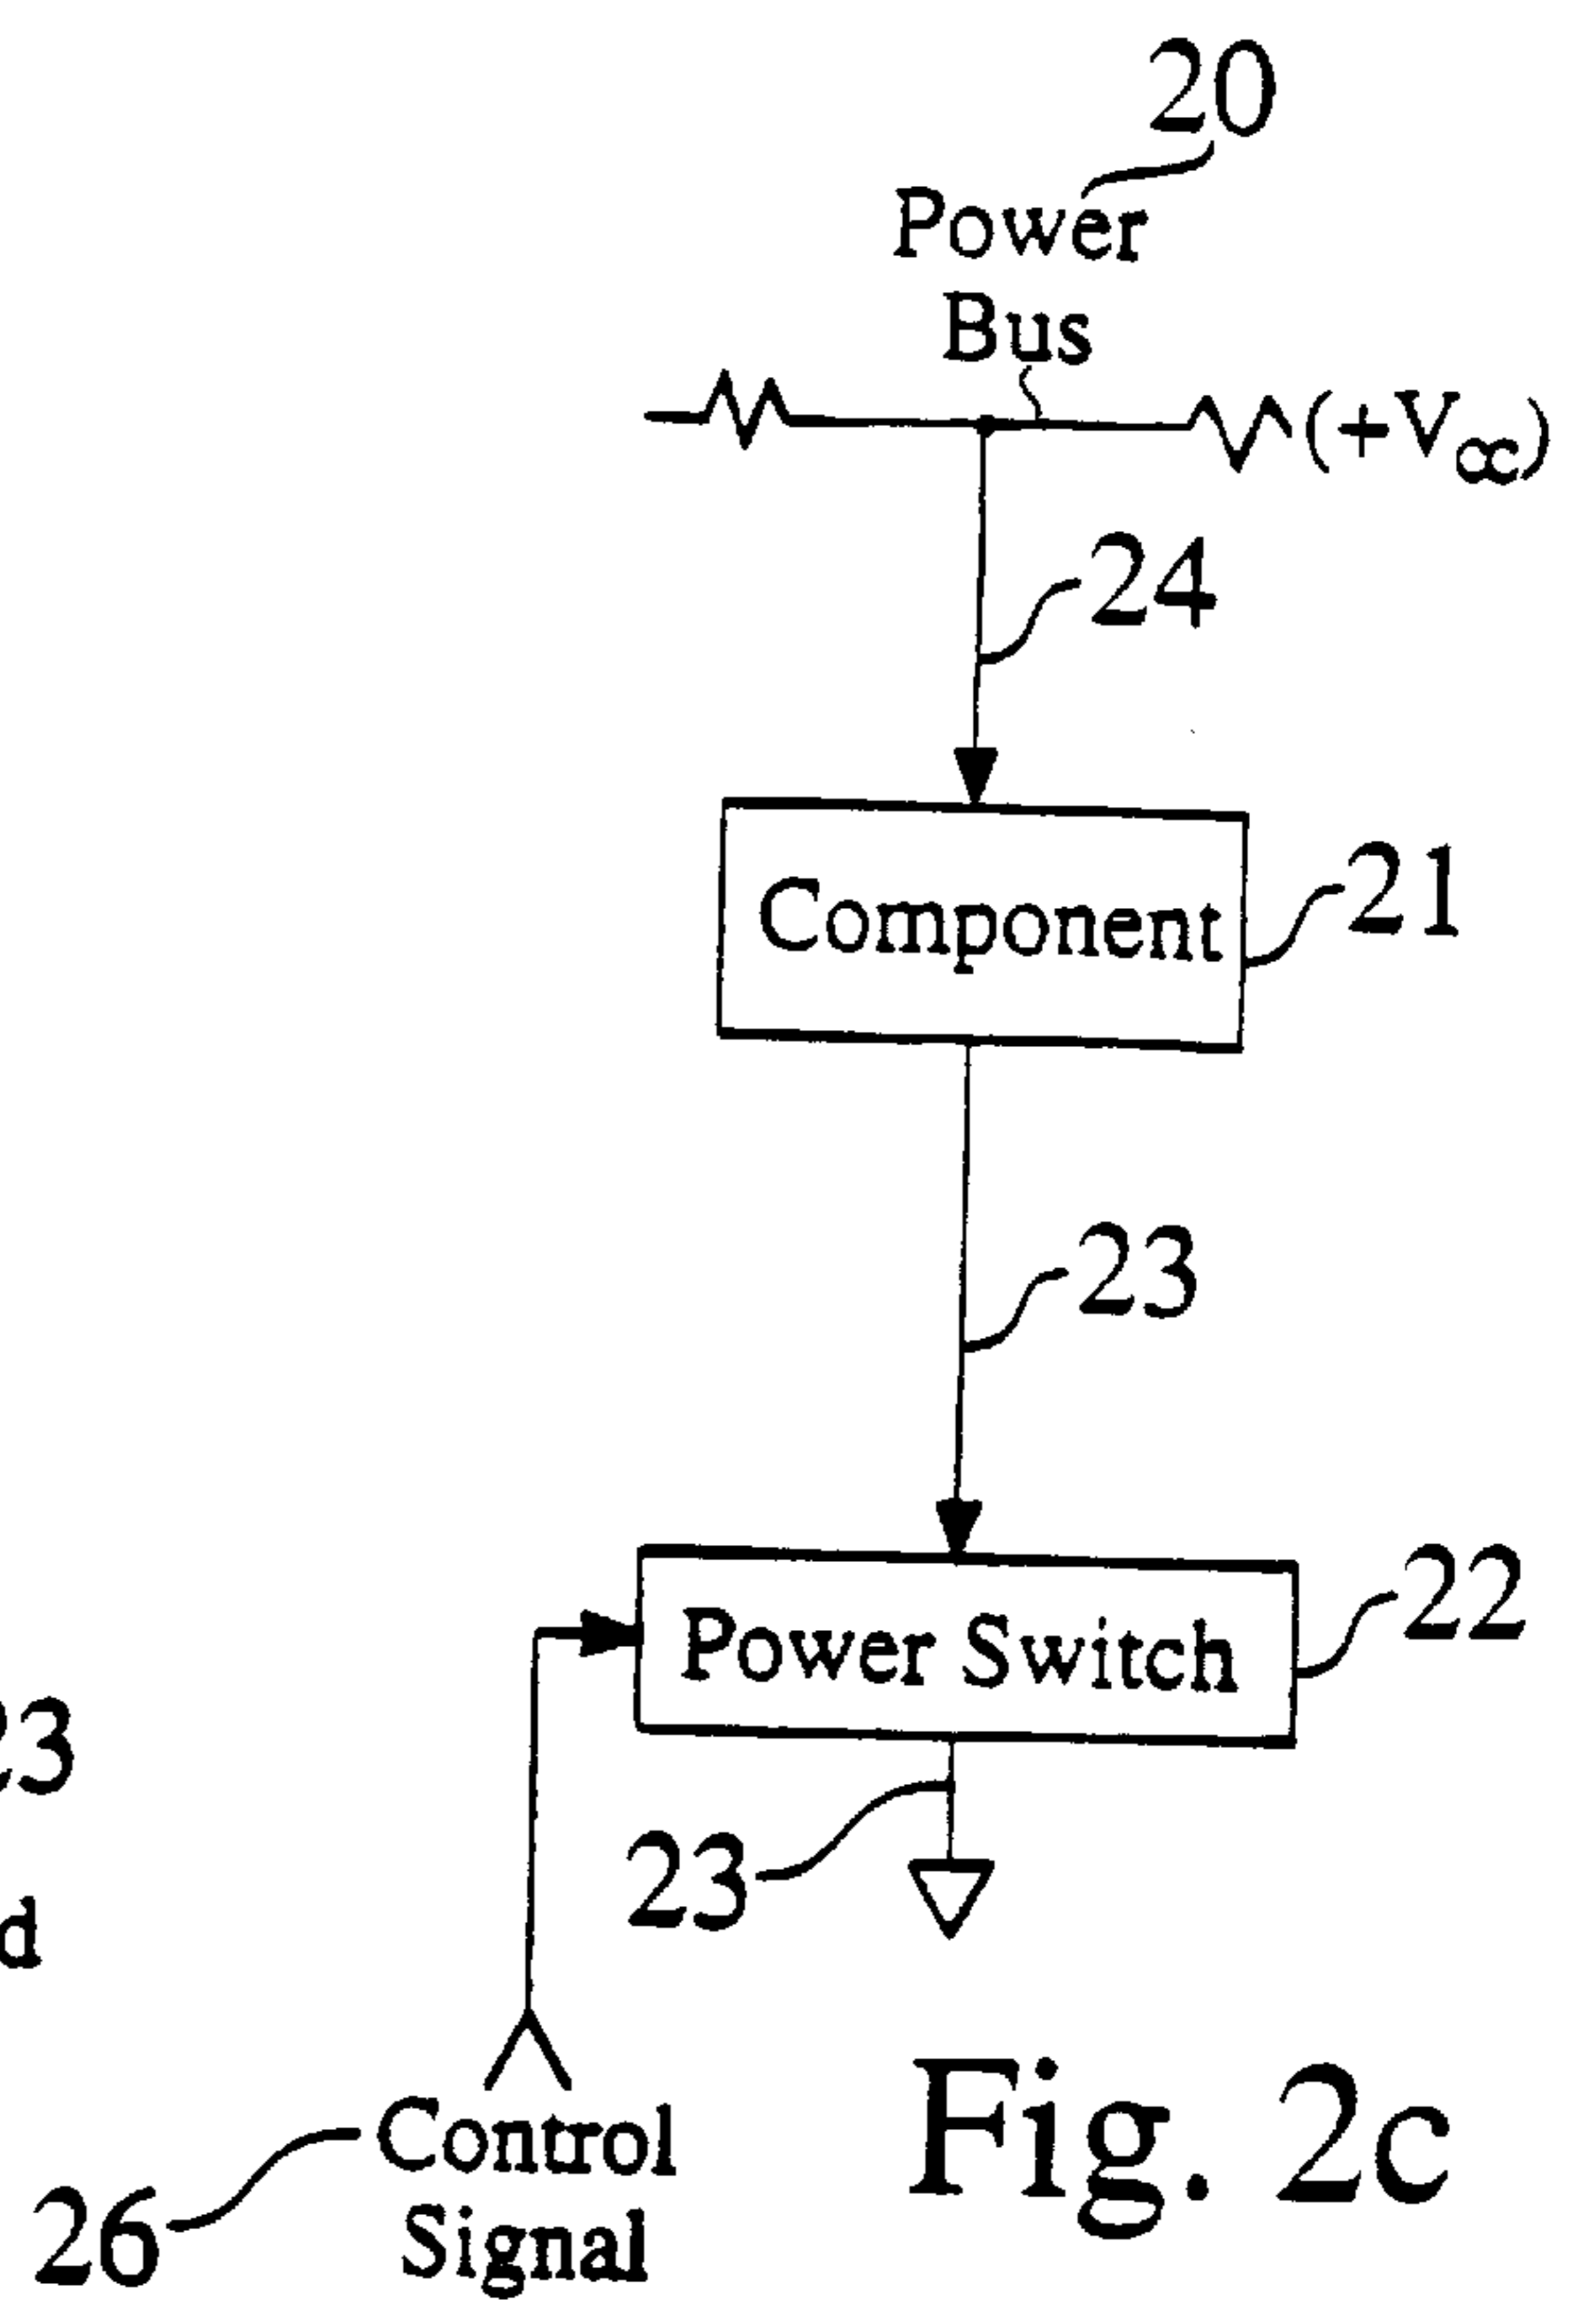 20
Power
Bus
(+Vcc)
24
Component
21
23
Power Switch
22
23
23
d
Control
Signal
26
Fig. 2c